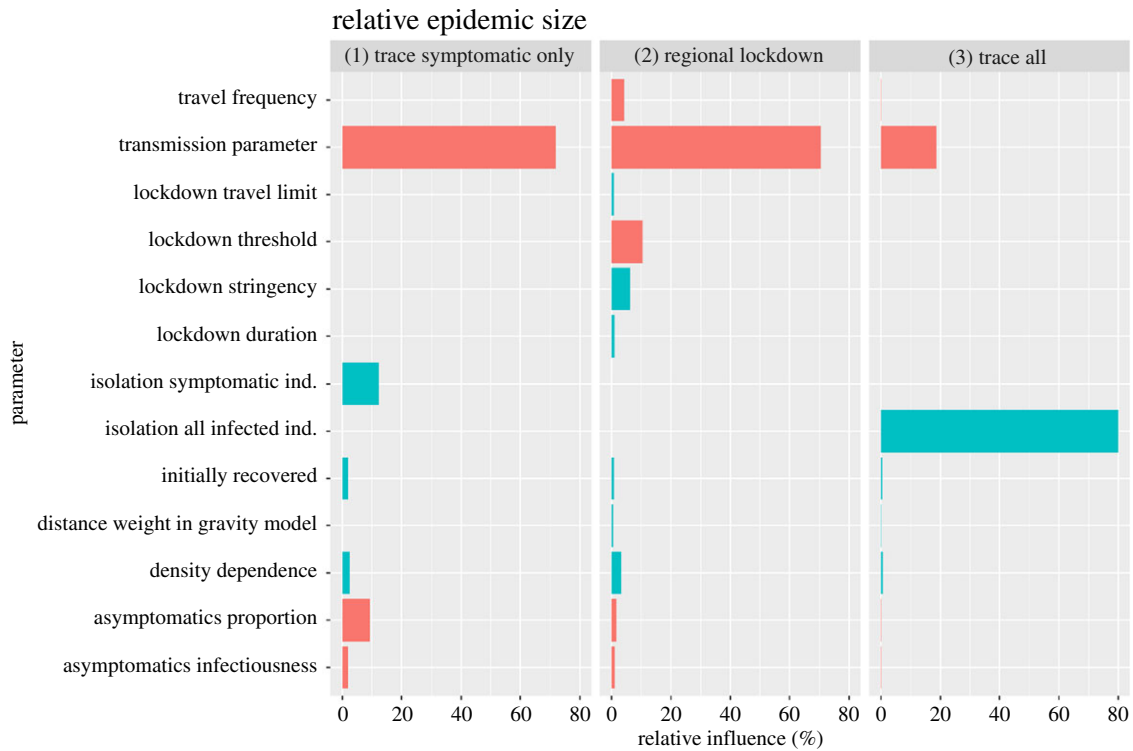 relative epidemic size
(1) trace symptomatic only
(2) regional lockdown
(3) trace all
parameter
travel frequency
transmission parameter
lockdown travel limit
lockdown threshold
lockdown stringency
lockdown duration
isolation symptomatic ind.
isolation all infected ind.
initially recovered
distance weight in gravity model
density dependence
asymptomatics proportion
asymptomatics infectiousness
0 20 40 60 80
0 20 40 60 80
0 20 40 60 80
relative influence (%)